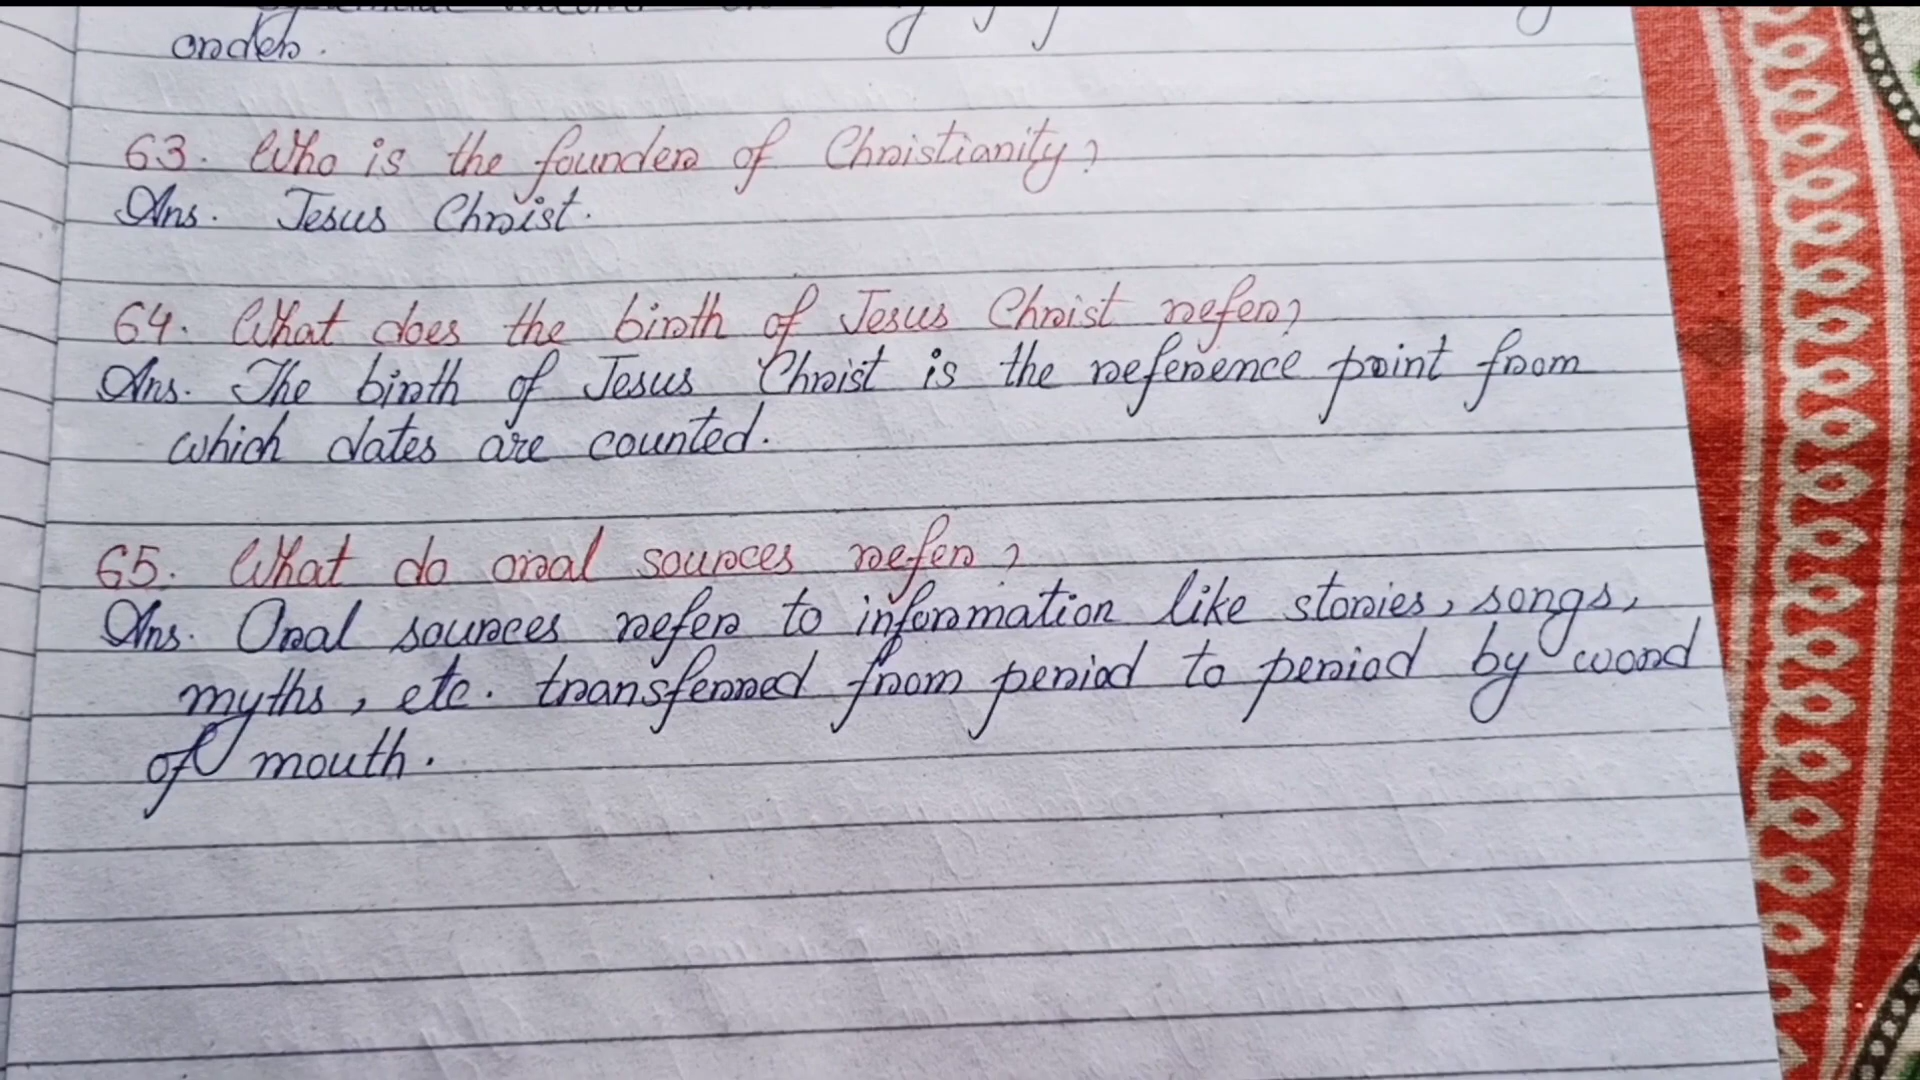 order.
63. Who is the founder of Christianity?
Ans. Jesus Christ.
64. What does the birth of Jesus Christ refer?
Ans. The birth of Jesus Christ is the reference point from
which dates are counted.
65. What do oral sources refer?
Ans. Oral sources refer to information like stories, songs,
myths, etc. transferred from period to period by word
of mouth.